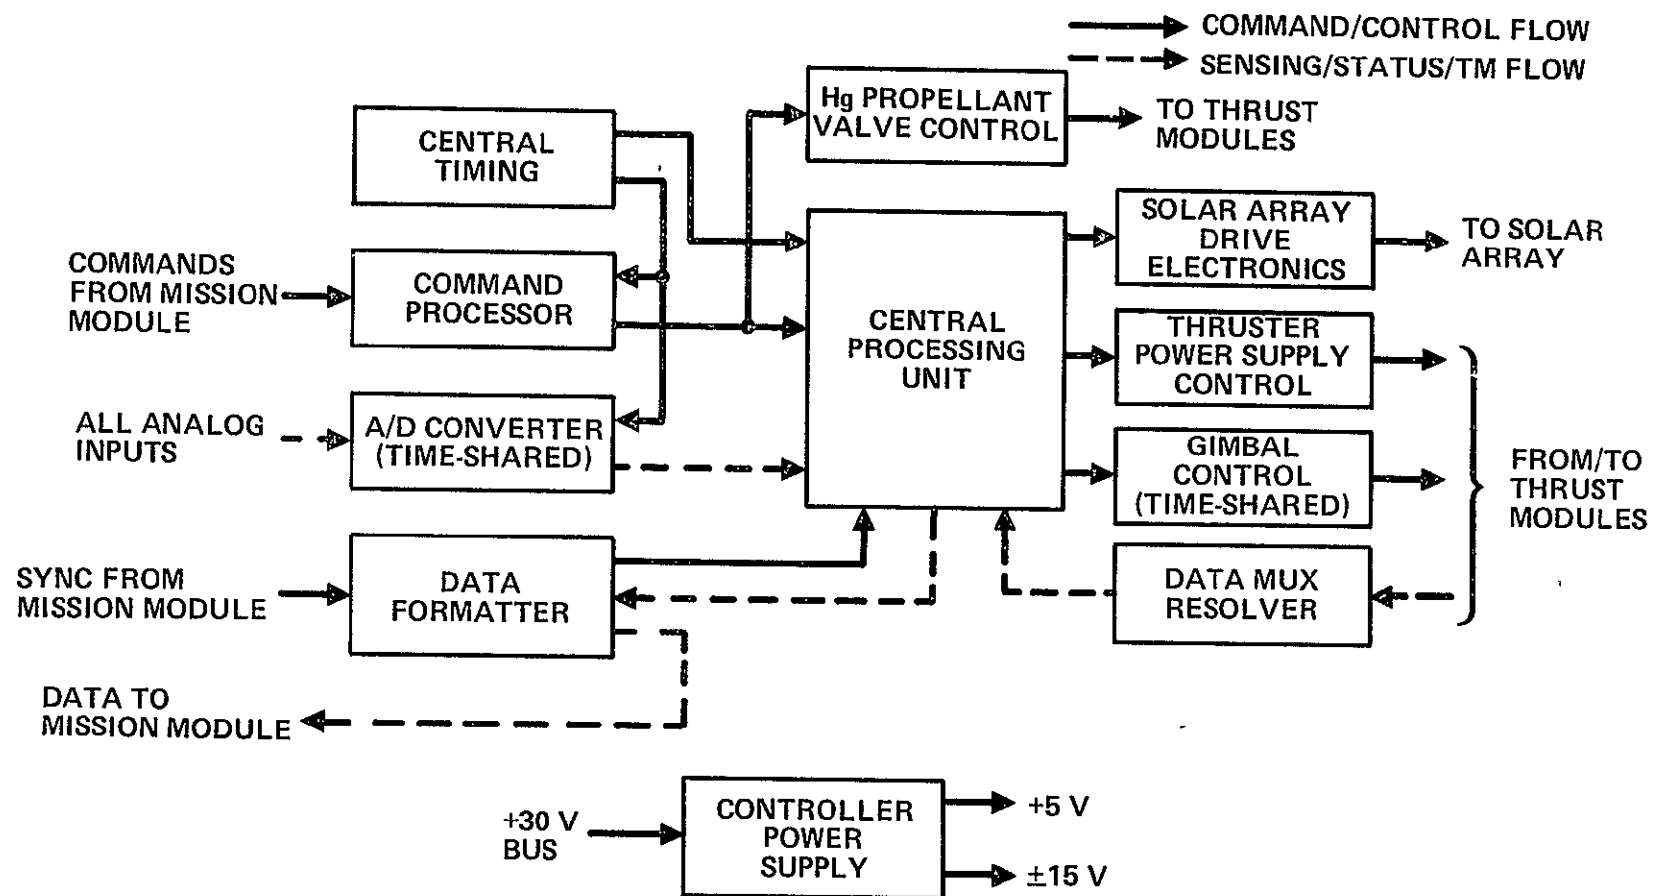 COMMAND/CONTROL FLOW
SENSING/STATUS/TM FLOW
Hg PROPELLANT
VALVE CONTROL
TO THRUST
MODULES
CENTRAL
TIMING
SOLAR ARRAY
DRIVE
ELECTRONICS
TO SOLAR
ARRAY
COMMANDS
FROM MISSION
MODULE
COMMAND
PROCESSOR
CENTRAL
PROCESSING
UNIT
THRUSTER
POWER SUPPLY
CONTROL
ALL ANALOG
INPUTS
A/D CONVERTER
(TIME-SHARED)
GIMBAL
CONTROL
(TIME-SHARED)
FROM/TO
THRUST
MODULES
SYNC FROM
MISSION MODULE
DATA
FORMATTER
DATA MUX
RESOLVER
DATA TO
MISSION MODULE
+30 V
BUS
CONTROLLER
POWER
SUPPLY
+5 V
±15 V